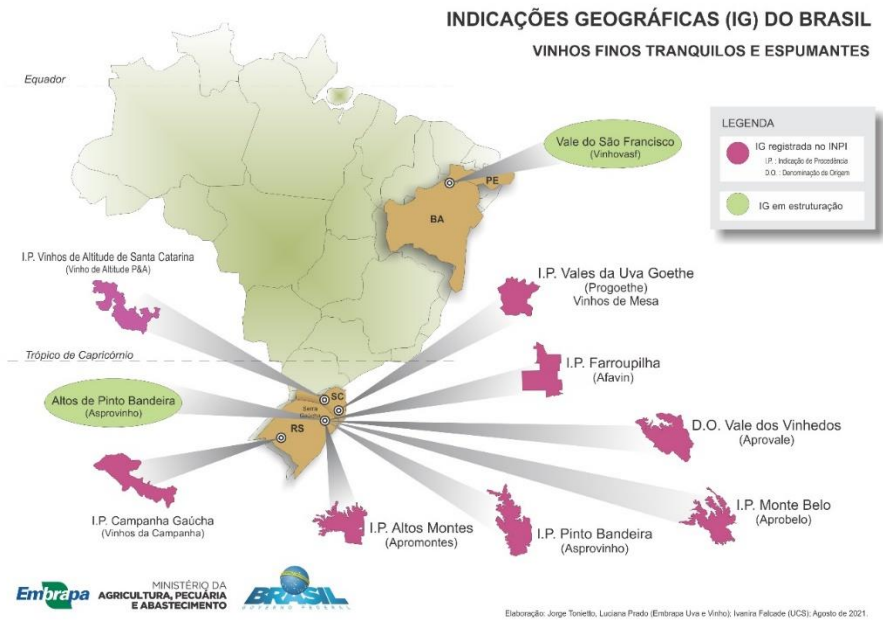 INDICAÇÕES GEOGRÁFICAS (IG) DO BRASIL
VINHOS FINOS TRANQUILOS E ESPUMANTES
Equador
Vale do São Francisco
(Vinhovasf)
LEGENDA
IG registrada no INPI
I.P. : Indicação de Procedência
D.O. : Denominação de Origem
IG em estruturação
PE
BA
I.P. Vinhos de Altitude de Santa Catarina
(Vinho de Altitude P&A)
I.P. Vales da Uva Goethe
(Progoethe)
Vinhos de Mesa
Trópico de Capricórnio
I.P. Farroupilha
(Afavin)
Altos de Pinto Bandeira
(Asprovinho)
SC
Serra
RS
D.O. Vale dos Vinhedos
(Aprovale)
I.P. Campanha Gaúcha
(Vinhos da Campanha)
I.P. Altos Montes
(Apromontes)
I.P. Pinto Bandeira
(Asprovinho)
I.P. Monte Belo
(Aprobelo)
Embrapa
MINISTÉRIO DA
AGRICULTURA, PECUÁRIA
E ABASTECIMENTO
BRASIL
GOVERNO FEDERAL
Elaboração: Jorge Tonietto, Luciana Prado (Embrapa Uva e Vinho); Ivanira Falcade (UCS); Agosto de 2021.